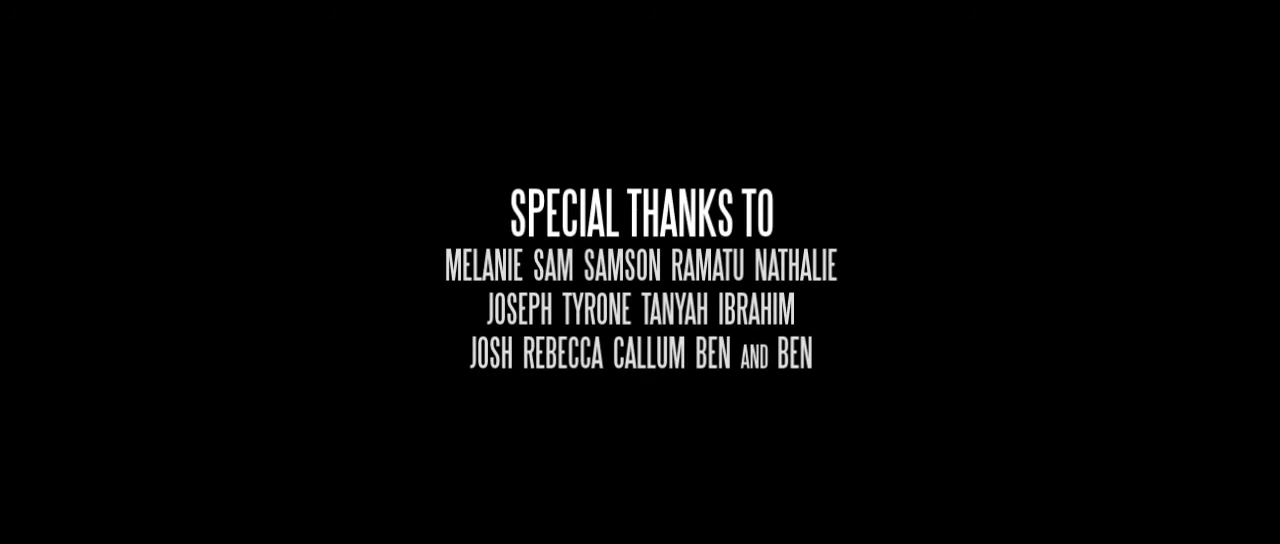 SPECIAL THANKS TO
MELANIE SAM SAMSON RAMATU NATHALIE
JOSEPH TYRONE TANYAH IBRAHIM
JOSH REBECCA CALLUM BEN AND BEN